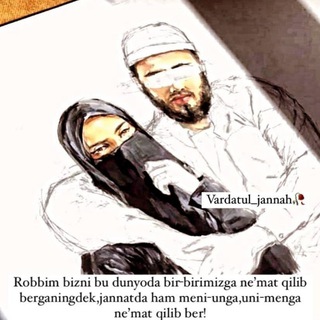 Vardatul_jannah🥀
Robbim bizni bu dunyoda bir-birimizga ne'mat qilib
berganingdek,jannatda ham meni-unga,uni-menga
ne'mat qilib ber!